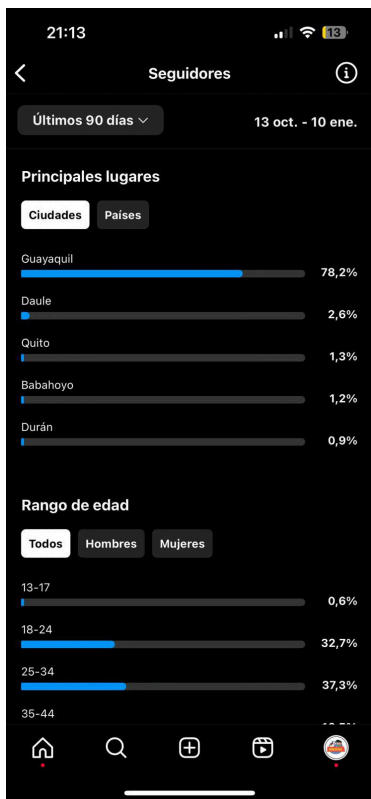 21:13
13
Seguidores
Últimos 90 días
13 oct. - 10 ene.
Principales lugares
Ciudades Países
Guayaquil
78,2%
Daule
2,6%
Quito
1,3%
Babahoyo
1,2%
Durán
0,9%
Rango de edad
Todos Hombres Mujeres
13-17
0,6%
18-24
32,7%
25-34
37,3%
35-44